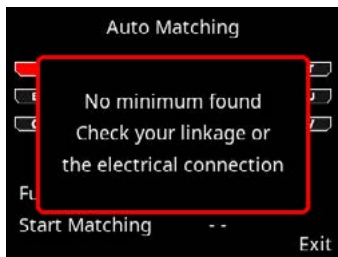 Auto Matching
No minimum found
Check your linkage or
the electrical connection
Start Matching - -
Exit